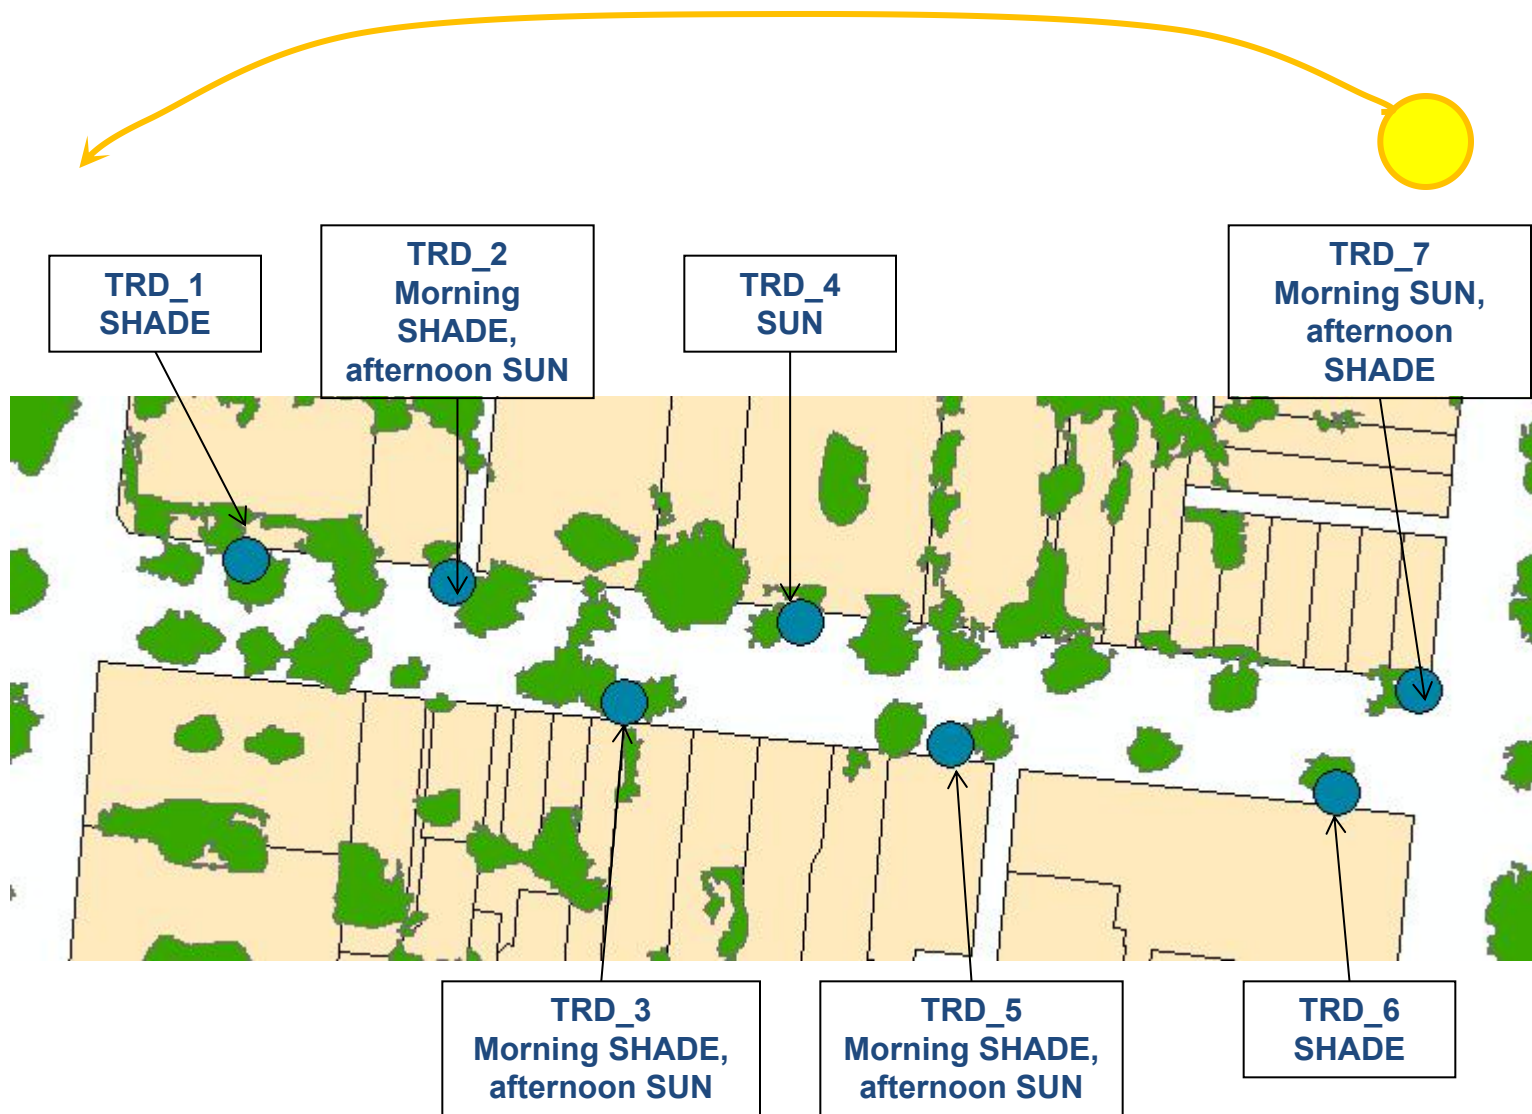 TRD_1
SHADE
TRD_2
Morning
SHADE,
afternoon SUN
TRD_4
SUN
TRD_7
Morning SUN,
afternoon
SHADE
TRD_3
Morning SHADE,
afternoon SUN
TRD_5
Morning SHADE,
afternoon SUN
TRD_6
SHADE